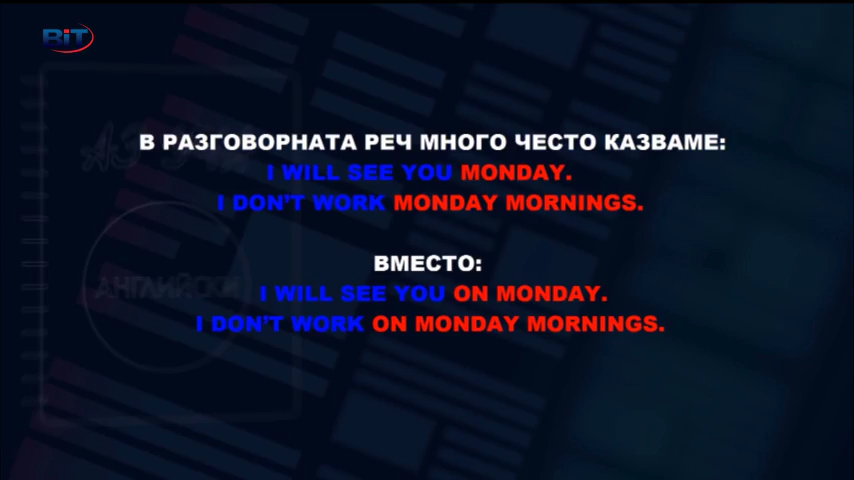 BiT
В РАЗГОВОРНАТА РЕЧ МНОГО ЧЕСТО КАЗВАМЕ:
I WILL SEE YOU MONDAY.
I DON'T WORK MONDAY MORNINGS.
ВМЕСТО:
I WILL SEE YOU ON MONDAY.
I DON'T WORK ON MONDAY MORNINGS.
АНГЛИЙСКИ